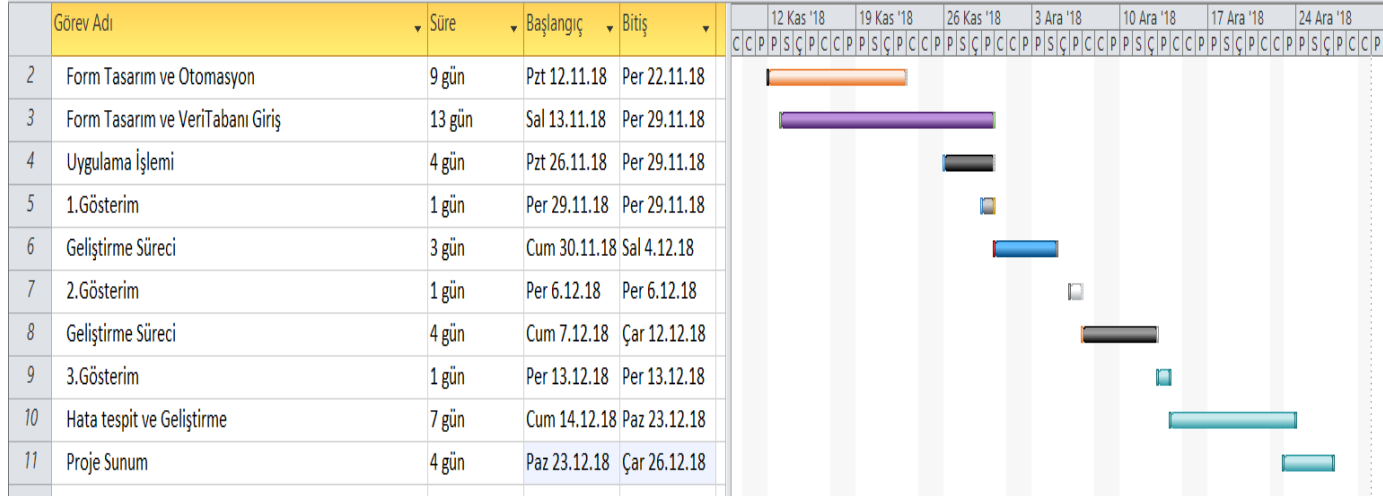 Görev Adı Süre Başlangıç Bitiş 12 Kas '18 19 Kas '18 26 Kas '18 3 Ara '18 10 Ara '18 17 Ara '18 24 Ara '18
C C P P S Ç P C C P P S Ç P C C P P S Ç P C C P P S Ç P C C P P S Ç P C C P P S Ç P C C P P S Ç P C C P
2 Form Tasarım ve Otomasyon 9 gün Pzt 12.11.18 Per 22.11.18
3 Form Tasarım ve VeriTabanı Giriş 13 gün Sal 13.11.18 Per 29.11.18
4 Uygulama İşlemi 4 gün Pzt 26.11.18 Per 29.11.18
5 1.Gösterim 1 gün Per 29.11.18 Per 29.11.18
6 Geliştirme Süreci 3 gün Cum 30.11.18 Sal 4.12.18
7 2.Gösterim 1 gün Per 6.12.18 Per 6.12.18
8 Geliştirme Süreci 4 gün Cum 7.12.18 Çar 12.12.18
9 3.Gösterim 1 gün Per 13.12.18 Per 13.12.18
10 Hata tespit ve Geliştirme 7 gün Cum 14.12.18 Paz 23.12.18
11 Proje Sunum 4 gün Paz 23.12.18 Çar 26.12.18